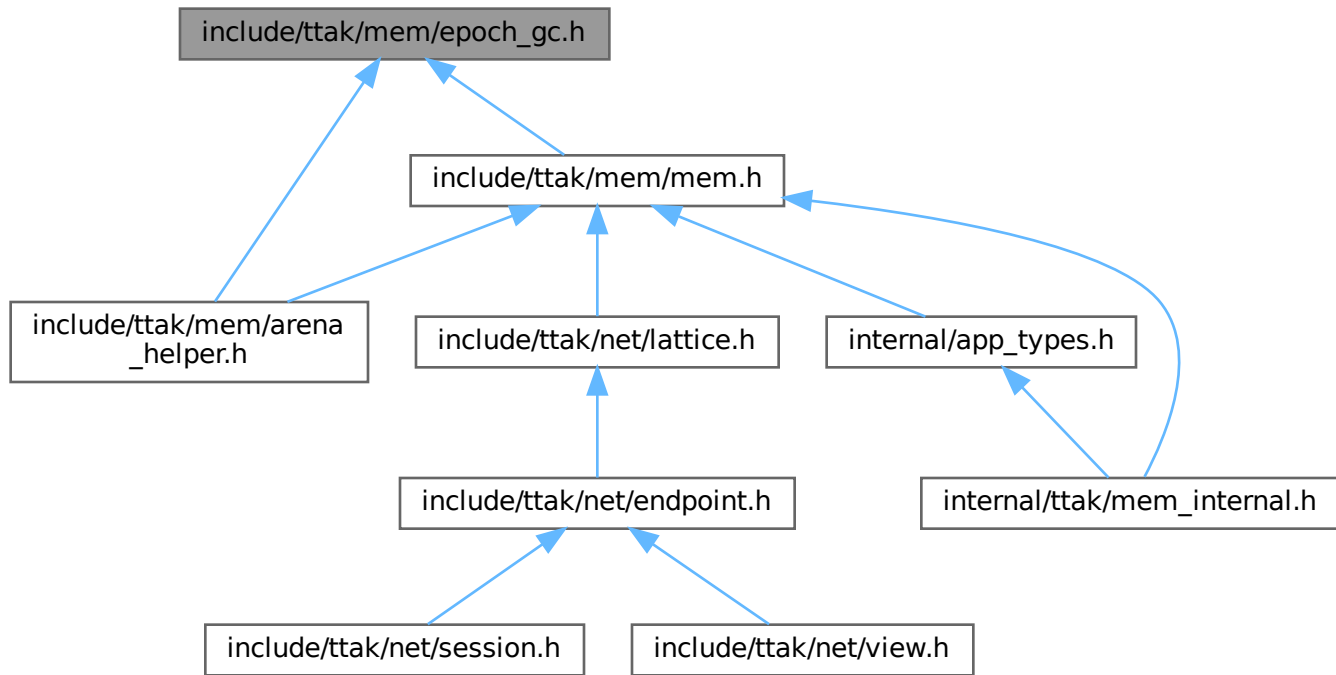 include/ttak/mem/epoch_gc.h
include/ttak/mem/mem.h
include/ttak/mem/arena
_helper.h
include/ttak/net/lattice.h
internal/app_types.h
include/ttak/net/endpoint.h
internal/ttak/mem_internal.h
include/ttak/net/session.h
include/ttak/net/view.h